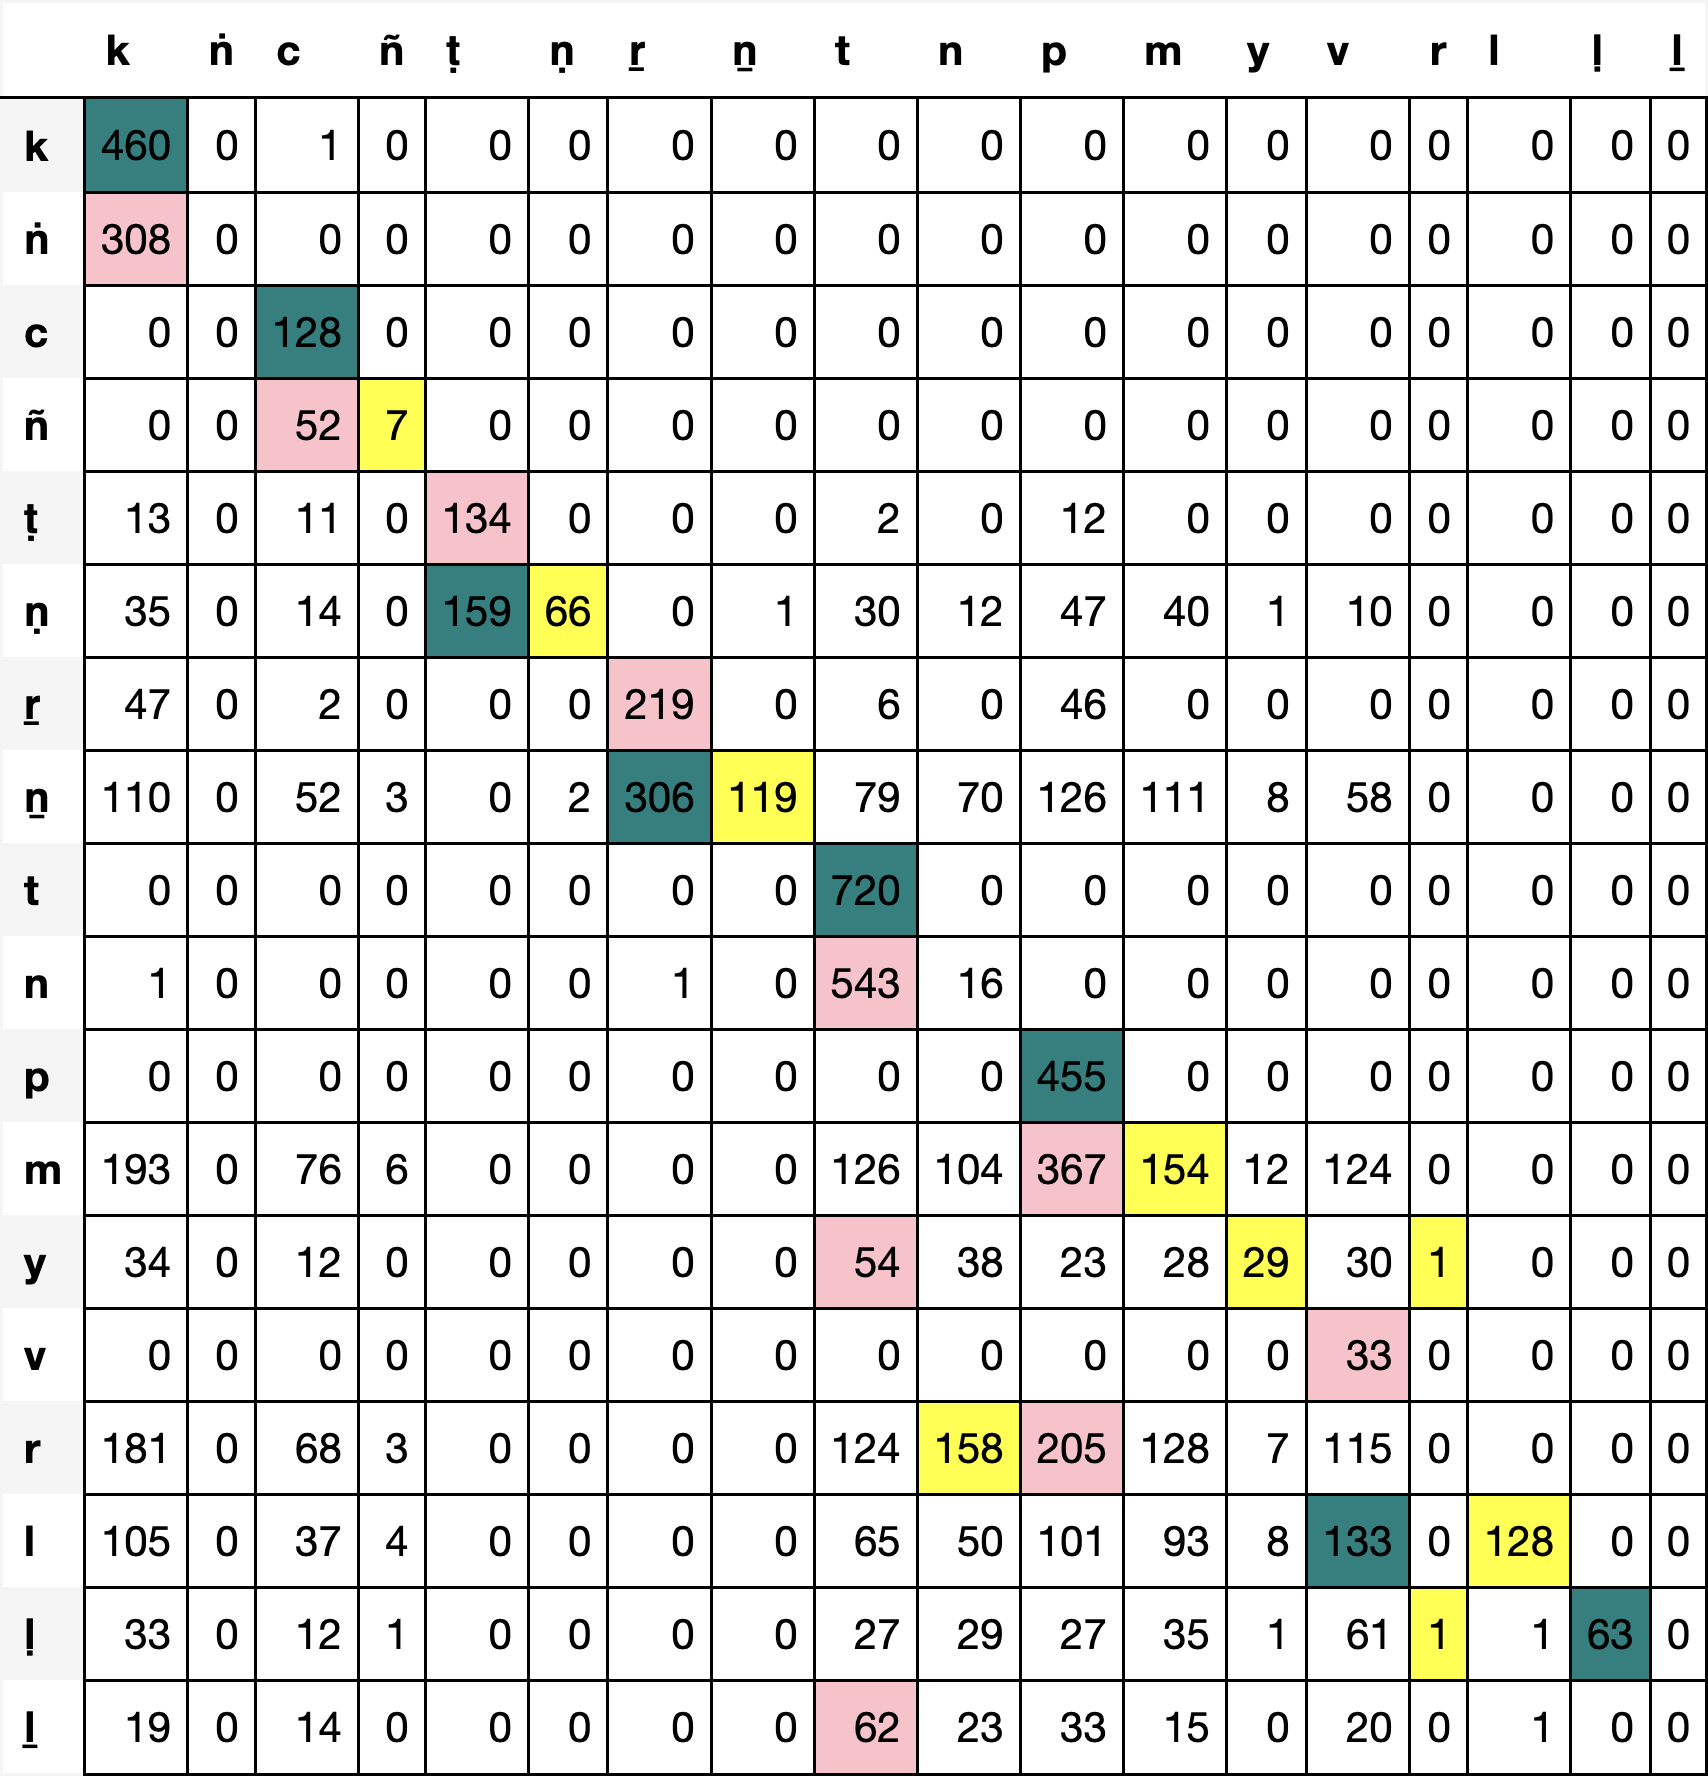 k ṅ c ñ ṭ ṇ ṟ ṉ t n p m y v r l ḷ ḻ
k 460 0 1 0 0 0 0 0 0 0 0 0 0 0 0 0 0 0
ṅ 308 0 0 0 0 0 0 0 0 0 0 0 0 0 0 0 0 0
c 0 0 128 0 0 0 0 0 0 0 0 0 0 0 0 0 0 0
ñ 0 0 52 7 0 0 0 0 0 0 0 0 0 0 0 0 0 0
ṭ 13 0 11 0 134 0 0 0 2 0 12 0 0 0 0 0 0 0
ṇ 35 0 14 0 159 66 0 1 30 12 47 40 1 10 0 0 0 0
ṟ 47 0 2 0 0 0 219 0 6 0 46 0 0 0 0 0 0 0
ṉ 110 0 52 3 0 2 306 119 79 70 126 111 8 58 0 0 0 0
t 0 0 0 0 0 0 0 0 720 0 0 0 0 0 0 0 0 0
n 1 0 0 0 0 0 1 0 543 16 0 0 0 0 0 0 0 0
p 0 0 0 0 0 0 0 0 0 0 455 0 0 0 0 0 0 0
m 193 0 76 6 0 0 0 0 126 104 367 154 12 124 0 0 0 0
y 34 0 12 0 0 0 0 0 54 38 23 28 29 30 1 0 0 0
v 0 0 0 0 0 0 0 0 0 0 0 0 0 33 0 0 0 0
r 181 0 68 3 0 0 0 0 124 158 205 128 7 115 0 0 0 0
l 105 0 37 4 0 0 0 0 65 50 101 93 8 133 0 128 0 0
ḷ 33 0 12 1 0 0 0 0 27 29 27 35 1 61 1 1 63 0
ḻ 19 0 14 0 0 0 0 0 62 23 33 15 0 20 0 1 0 0